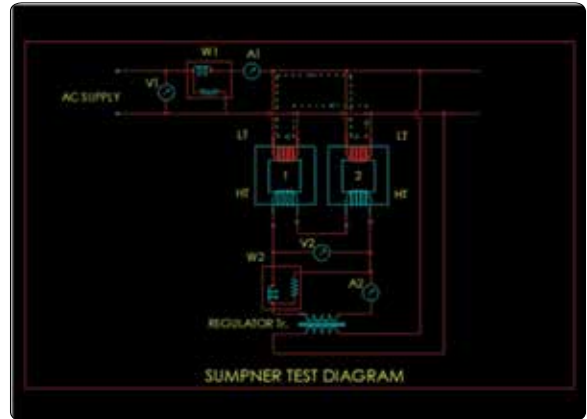 W1
A1
V1
AC SUPPLY
LT
LT
1
2
HT
HT
V2
W2
A2
REGULATOR Tr.
SUMPNER TEST DIAGRAM